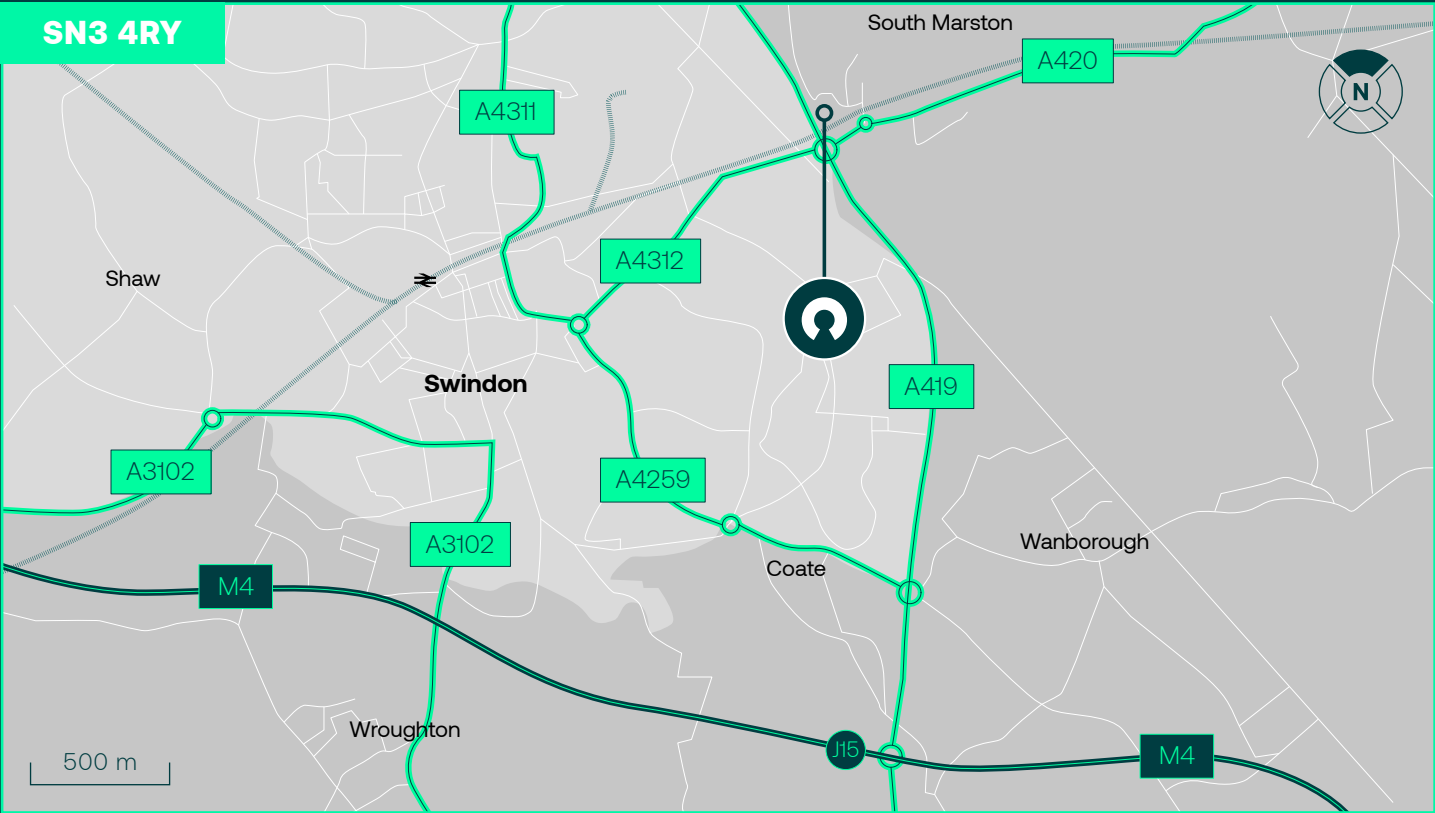 SN3 4RY
South Marston
A420
N
A4311
A4312
Shaw
Swindon
A419
A3102
A4259
A3102
Wanborough
Coate
M4
Wroughton
J15
M4
500 m